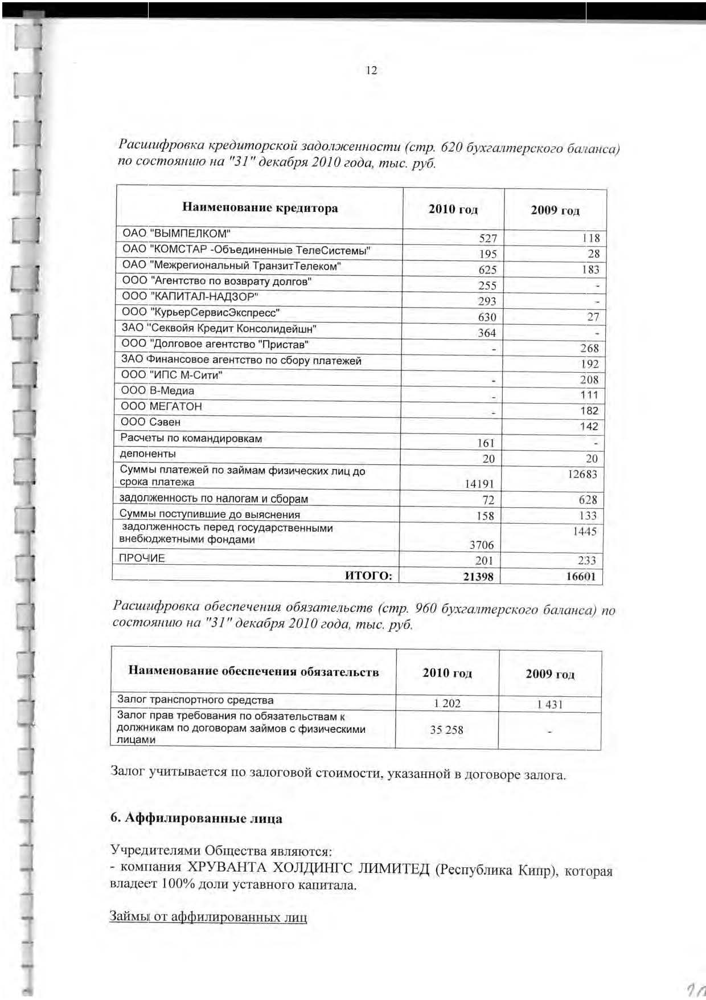 12
Расшифровка кредиторской задолженности (стр. 620 бухгалтерского баланса)
по состоянию на "31" декабря 2010 года, тыс. руб.
Наименование кредитора 2010 год 2009 год
ОАО "ВЫМПЕЛКОМ" 527 118
ОАО "КОМСТАР -Объединенные ТелеСистемы" 195 28
ОАО "Межрегиональный ТранзитТелеком" 625 183
ООО "Агентство по возврату долгов" 255 -
ООО "КАПИТАЛ-НАДЗОР" 293 -
ООО "КурьерСервисЭкспресс" 630 27
ЗАО "Секвойя Кредит Консолидейшн" 364 -
ООО "Долговое агентство "Пристав" - 268
ЗАО Финансовое агентство по сбору платежей 192
ООО "ИПС М-Сити" - 208
ООО В-Медиа - 111
ООО МЕГАТОН - 182
ООО Сэвен 142
Расчеты по командировкам 161 -
депоненты 20 20
Суммы платежей по займам физических лиц до
срока платежа 14191 12683
задолженность по налогам и сборам 72 628
Суммы поступившие до выяснения 158 133
задолженность перед государственными
внебюджетными фондами 3706 1445
ПРОЧИЕ 201 233
ИТОГО: 21398 16601
Расшифровка обеспечения обязательств (стр. 960 бухгалтерского баланса) по
состоянию на "31" декабря 2010 года, тыс. руб.
Наименование обеспечения обязательств 2010 год 2009 год
Залог транспортного средства 1 202 1 431
Залог прав требования по обязательствам к
должникам по договорам займов с физическими 35 258 -
лицами
Залог учитывается по залоговой стоимости, указанной в договоре залога.
6. Аффилированные лица
Учредителями Общества являются:
- компания ХРУВАНТА ХОЛДИНГС ЛИМИТЕД (Республика Кипр), которая
владеет 100% доли уставного капитала.
Займы от аффилированных лиц